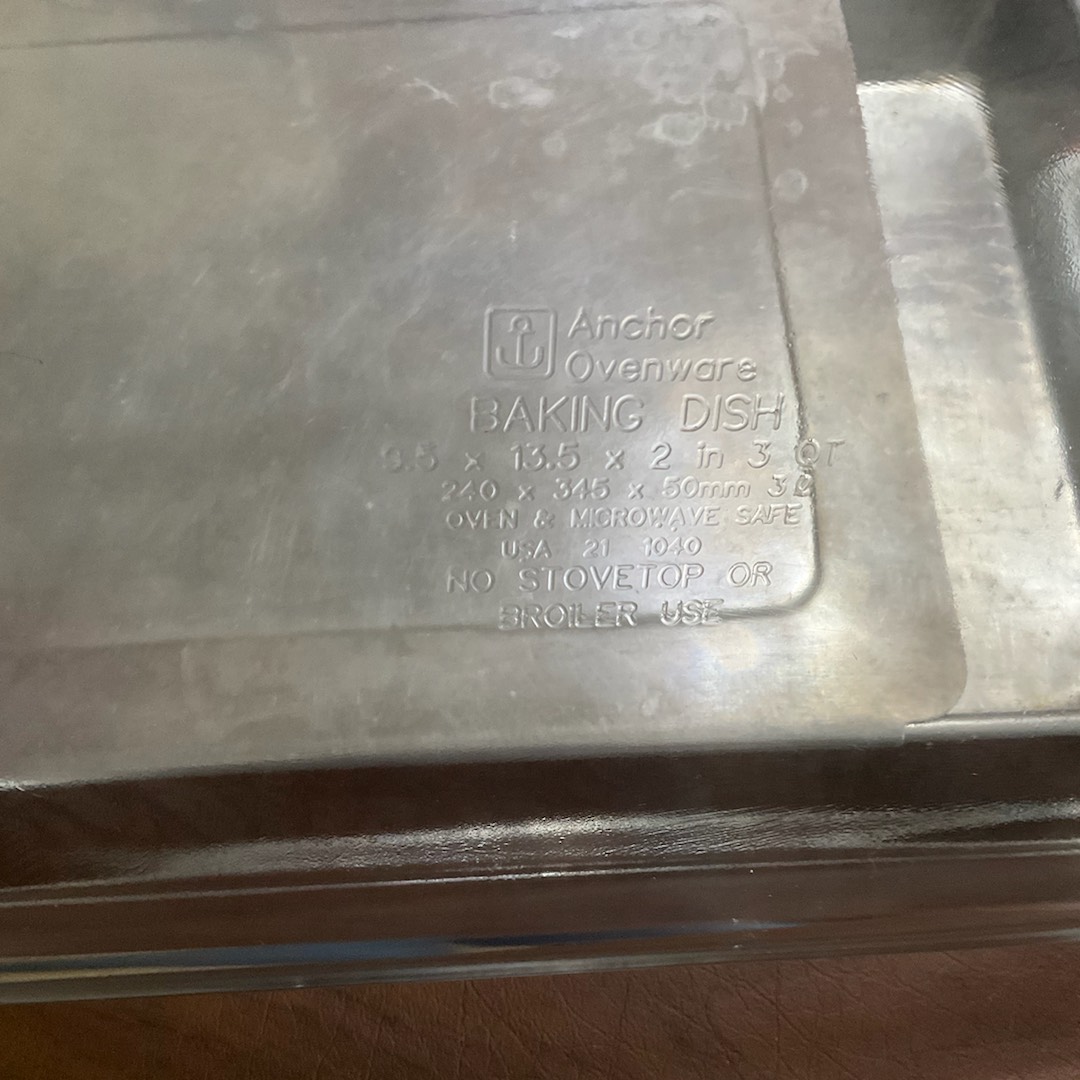 Anchor
Ovenware
BAKING DISH
9.5 x 13.5 x 2 in 3 QT
240 x 345 x 50mm 3L
OVEN & MICROWAVE SAFE
USA 21 1040
NO STOVETOP OR
BROILER USE